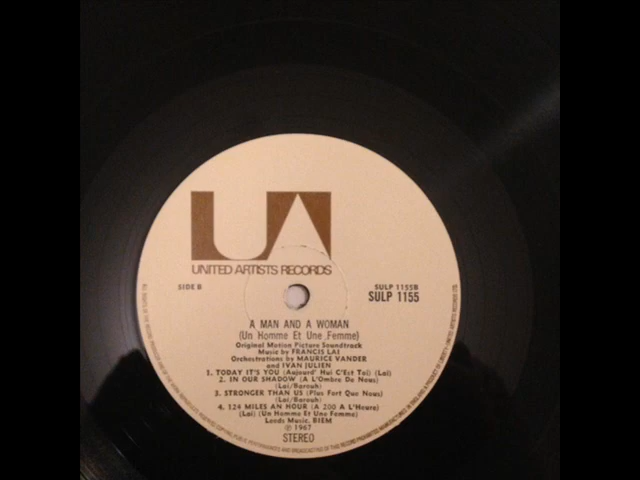 UA
UNITED ARTISTS RECORDS
SIDE B
SULP 1155B
SULP 1155
A MAN AND A WOMAN
(Un Homme Et Une Femme)
Original Motion Picture Soundtrack
Music by FRANCIS LAI
Orchestrations by MAURICE VANDER
and IVAN JULIEN
1. TODAY IT'S YOU (Aujourd' Hui C'Est Toi) (Lai)
2. IN OUR SHADOW (A L'Ombre De Nous)
(Lai/Barouh)
3. STRONGER THAN US (Plus Fort Que Nous)
(Lai/Barouh)
4. 124 MILES AN HOUR (A 200 A L'Heure)
(Lai) (Un Homme Et Une Femme)
Leeds Music, BIEM
℗ 1967
STEREO